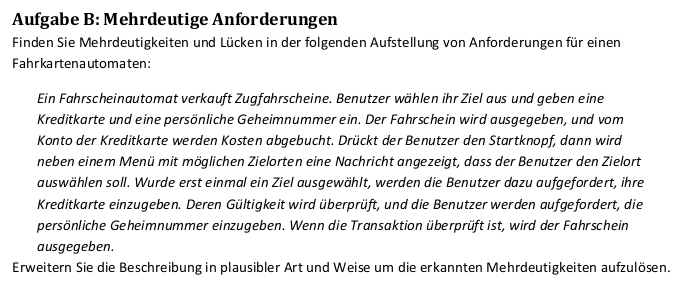 Aufgabe B: Mehrdeutige Anforderungen
Finden Sie Mehrdeutigkeiten und Lücken in der folgenden Aufstellung von Anforderungen für einen
Fahrkartenautomaten:
Ein Fahrscheinautomat verkauft Zugfahrscheine. Benutzer wählen ihr Ziel aus und geben eine
Kreditkarte und eine persönliche Geheimnummer ein. Der Fahrschein wird ausgegeben, und vom
Konto der Kreditkarte werden Kosten abgebucht. Drückt der Benutzer den Startknopf, dann wird
neben einem Menü mit möglichen Zielorten eine Nachricht angezeigt, dass der Benutzer den Zielort
auswählen soll. Wurde erst einmal ein Ziel ausgewählt, werden die Benutzer dazu aufgefordert, ihre
Kreditkarte einzugeben. Deren Gültigkeit wird überprüft, und die Benutzer werden aufgefordert, die
persönliche Geheimnummer einzugeben. Wenn die Transaktion überprüft ist, wird der Fahrschein
ausgegeben.
Erweitern Sie die Beschreibung in plausibler Art und Weise um die erkannten Mehrdeutigkeiten aufzulösen.